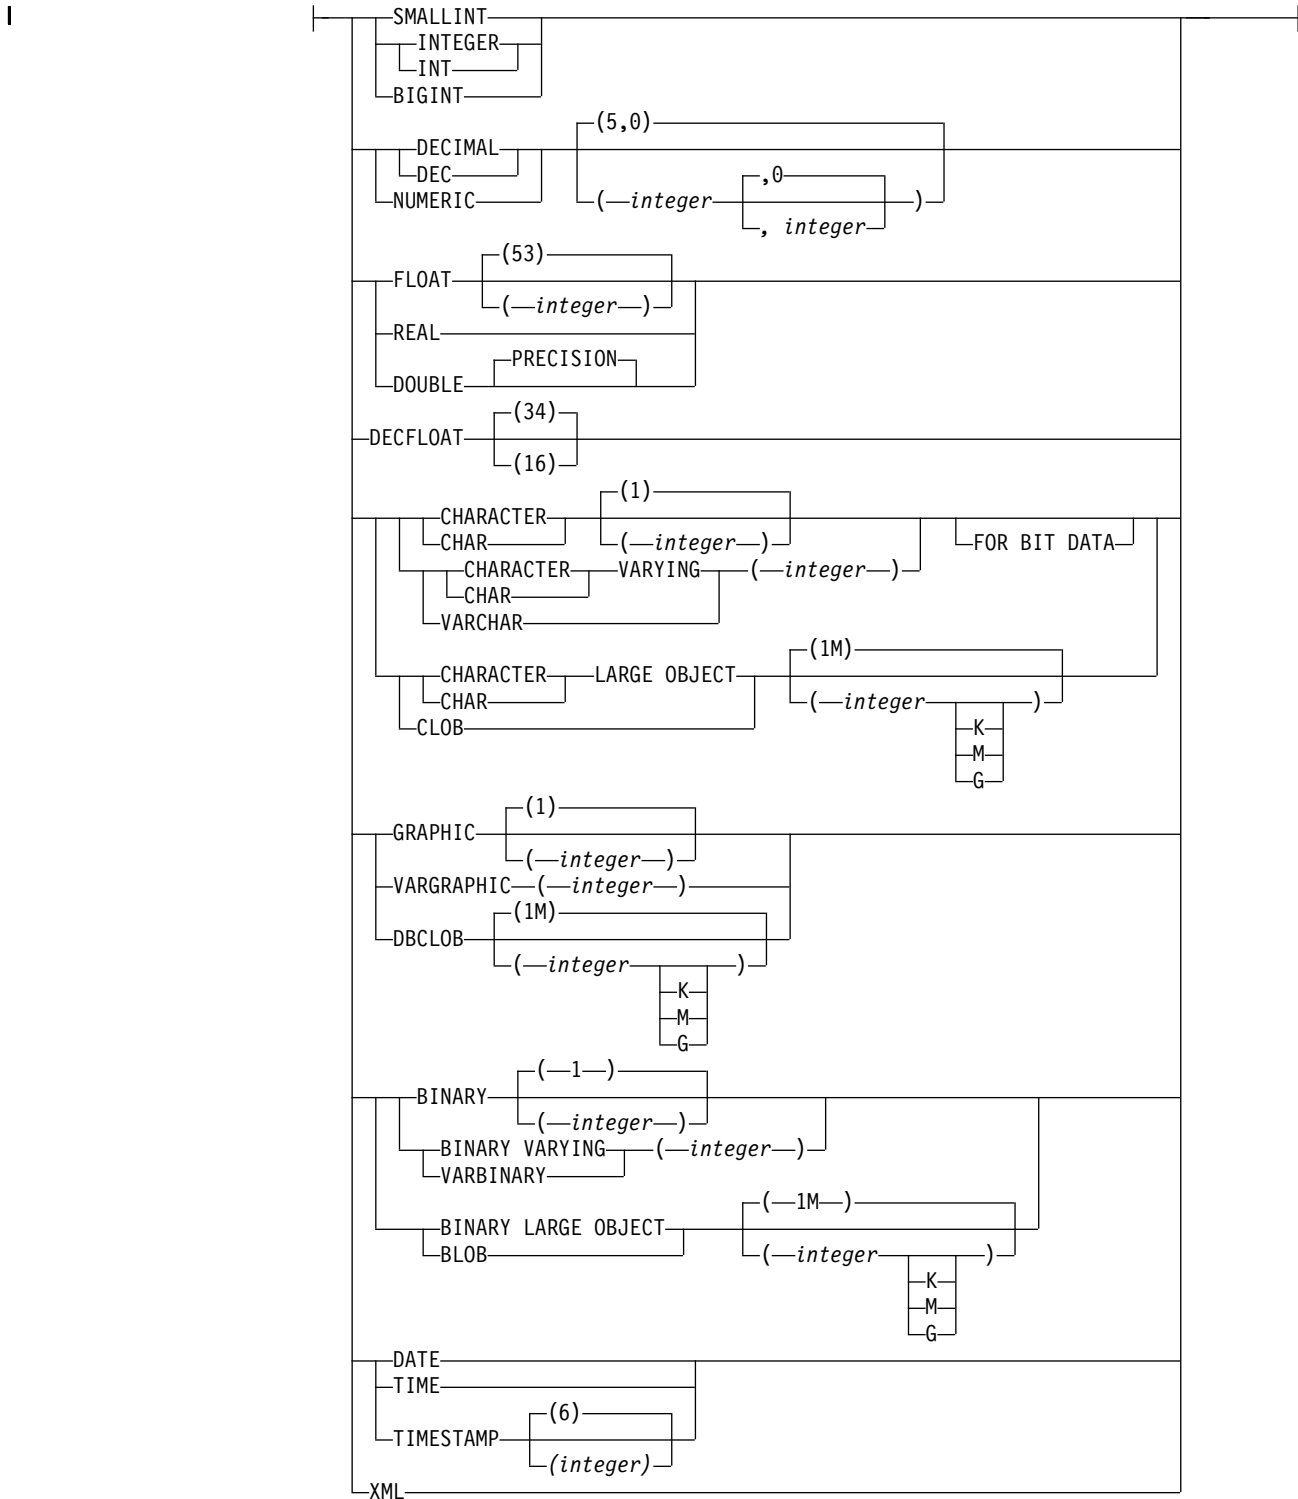 SMALLINT
INTEGER
INT
BIGINT
(5,0)
DECIMAL
,0
DEC
NUMERIC
( integer )
, integer
(53)
FLOAT
( integer )
REAL
PRECISION
DOUBLE
(34)
DECFLOAT
(16)
(1)
CHARACTER
CHAR ( integer ) FOR BIT DATA
CHARACTER VARYING ( integer )
CHAR
VARCHAR
(1M)
CHARACTER LARGE OBJECT
CHAR ( integer )
CLOB K
M
G
(1)
GRAPHIC
( integer )
VARGRAPHIC ( integer )
(1M)
DBCLOB
( integer )
K
M
G
( 1 )
BINARY
( integer )
BINARY VARYING ( integer )
VARBINARY
( 1M )
BINARY LARGE OBJECT
BLOB ( integer )
K
M
G
DATE
TIME
(6)
TIMESTAMP
(integer)
XML